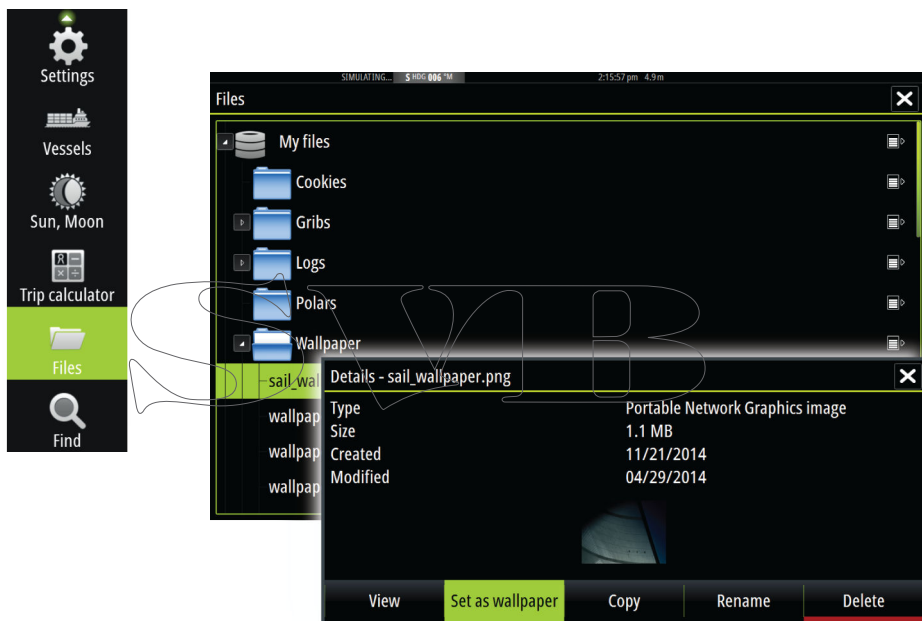 Settings
Vessels
Sun, Moon
Trip calculator
Files
Find
SIMULATING... S HDG 006 °M 2:15:57 pm 4.9 m
Files
My files
Cookies
Gribs
Logs
Polars
Wallpaper
sail_wal
wallpap
wallpap
wallpap
Details - sail_wallpaper.png
Type Portable Network Graphics image
Size 1.1 MB
Created 11/21/2014
Modified 04/29/2014
View Set as wallpaper Copy Rename Delete
SVB